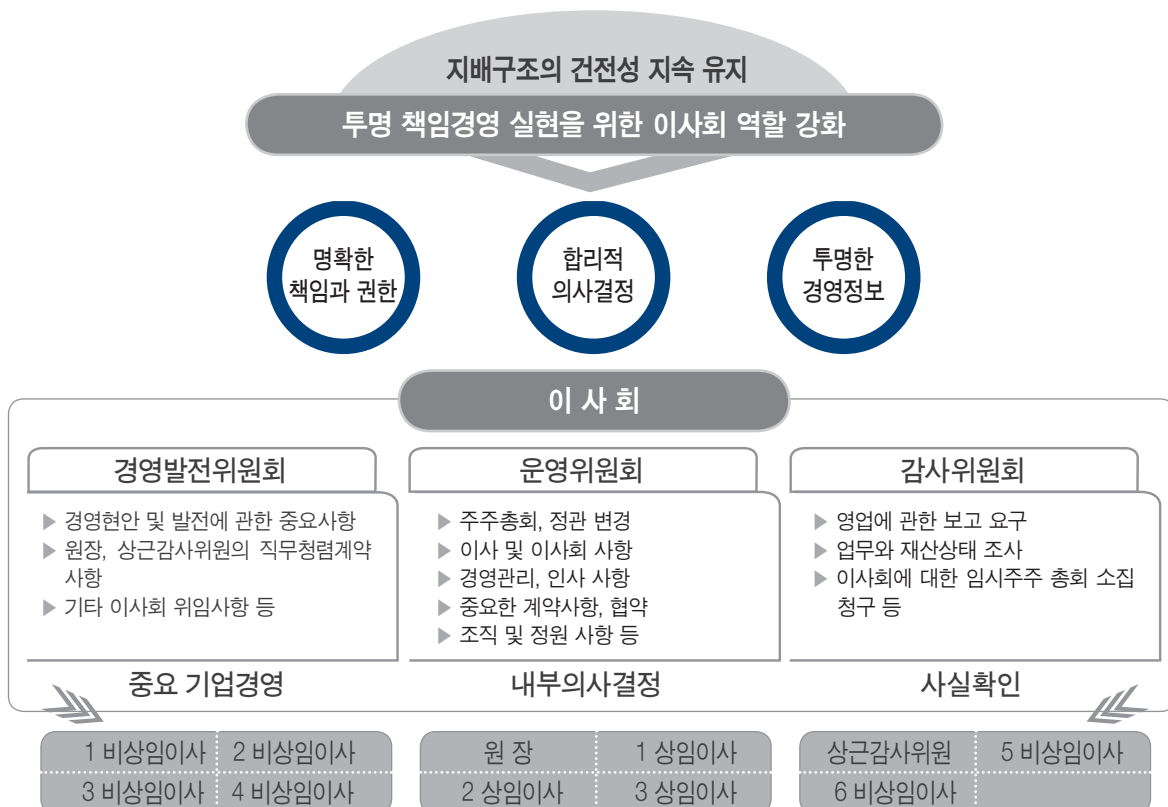 지배구조의 건전성 지속 유지
투명 책임경영 실현을 위한 이사회 역할 강화
명확한
책임과 권한
합리적
의사결정
투명한
경영정보
이 사 회
경영발전위원회
▶ 경영현안 및 발전에 관한 중요사항
▶ 원장, 상근감사위원의 직무청렴계약
사항
▶ 기타 이사회 위임사항 등
중요 기업경영
운영위원회
▶ 주주총회, 정관 변경
▶ 이사 및 이사회 사항
▶ 경영관리, 인사 사항
▶ 중요한 계약사항, 협약
▶ 조직 및 정원 사항 등
내부의사결정
감사위원회
▶ 영업에 관한 보고 요구
▶ 업무와 재산상태 조사
▶ 이사회에 대한 임시주주 총회 소집
청구 등
사실확인
1 비상임이사 2 비상임이사
3 비상임이사 4 비상임이사
원 장 1 상임이사
2 상임이사 3 상임이사
상근감사위원 5 비상임이사
6 비상임이사